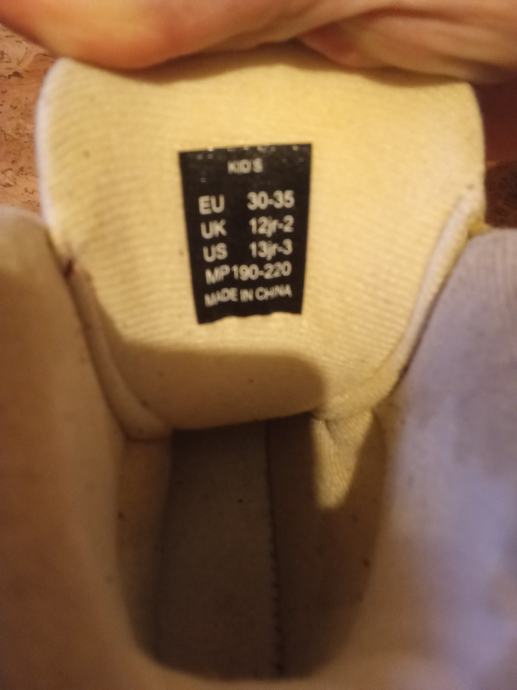 KID'S
EU 30-35
UK 12jr-2
US 13jr-3
MP190-220
MADE IN CHINA